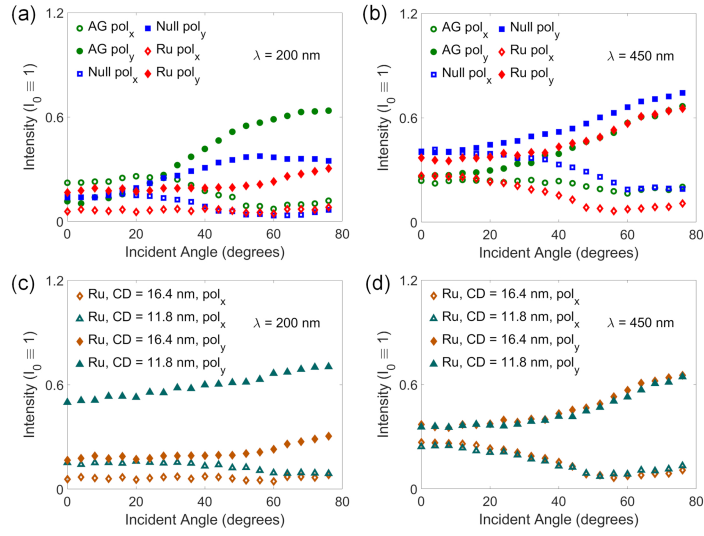 (a)
AG pol_x
AG pol_y
Null pol_x
Null pol_y
Ru pol_x
Ru pol_y
λ = 200 nm
Intensity (I_0 ≡ 1)
1.2
0.6
0
0 20 40 60 80
Incident Angle (degrees)
(b)
AG pol_x
AG pol_y
Null pol_x
Null pol_y
Ru pol_x
Ru pol_y
λ = 450 nm
Intensity (I_0 ≡ 1)
1.2
0.6
0
0 20 40 60 80
Incident Angle (degrees)
(c)
Ru, CD = 16.4 nm, pol_x
Ru, CD = 11.8 nm, pol_x
Ru, CD = 16.4 nm, pol_y
Ru, CD = 11.8 nm, pol_y
λ = 200 nm
Intensity (I_0 ≡ 1)
1.2
0.6
0
0 20 40 60 80
Incident Angle (degrees)
(d)
Ru, CD = 16.4 nm, pol_x
Ru, CD = 11.8 nm, pol_x
Ru, CD = 16.4 nm, pol_y
Ru, CD = 11.8 nm, pol_y
λ = 450 nm
Intensity (I_0 ≡ 1)
1.2
0.6
0
0 20 40 60 80
Incident Angle (degrees)